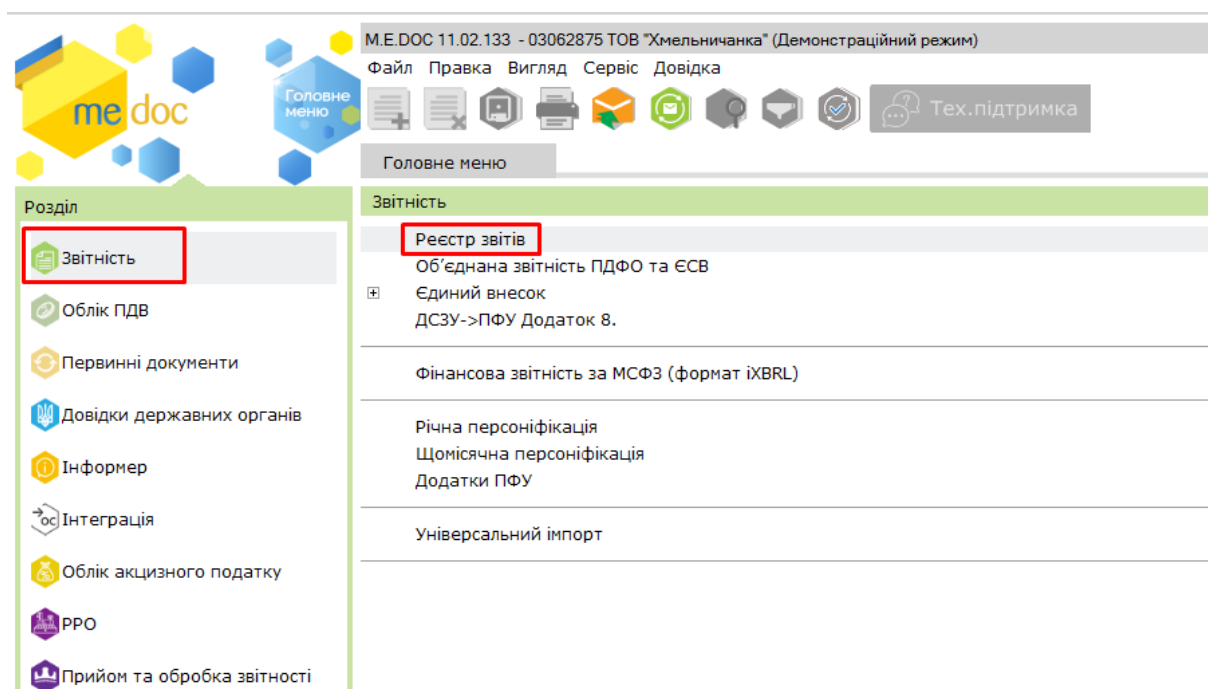 M.E.DOC 11.02.133 - 03062875 ТОВ "Хмельничанка" (Демонстраційний режим)
Файл Правка Вигляд Сервіс Довідка
me doc
Головне
меню
Тех.підтримка
Головне меню
Розділ
Звітність
Облік ПДВ
Первинні документи
Довідки державних органів
Інформер
Інтеграція
Облік акцизного податку
РРО
Прийом та обробка звітності
Звітність
Реєстр звітів
Об'єднана звітність ПДФО та ЄСВ
Єдиний внесок
ДСЗУ->ПФУ Додаток 8.
Фінансова звітність за МСФЗ (формат iXBRL)
Річна персоніфікація
Щомісячна персоніфікація
Додатки ПФУ
Універсальний імпорт